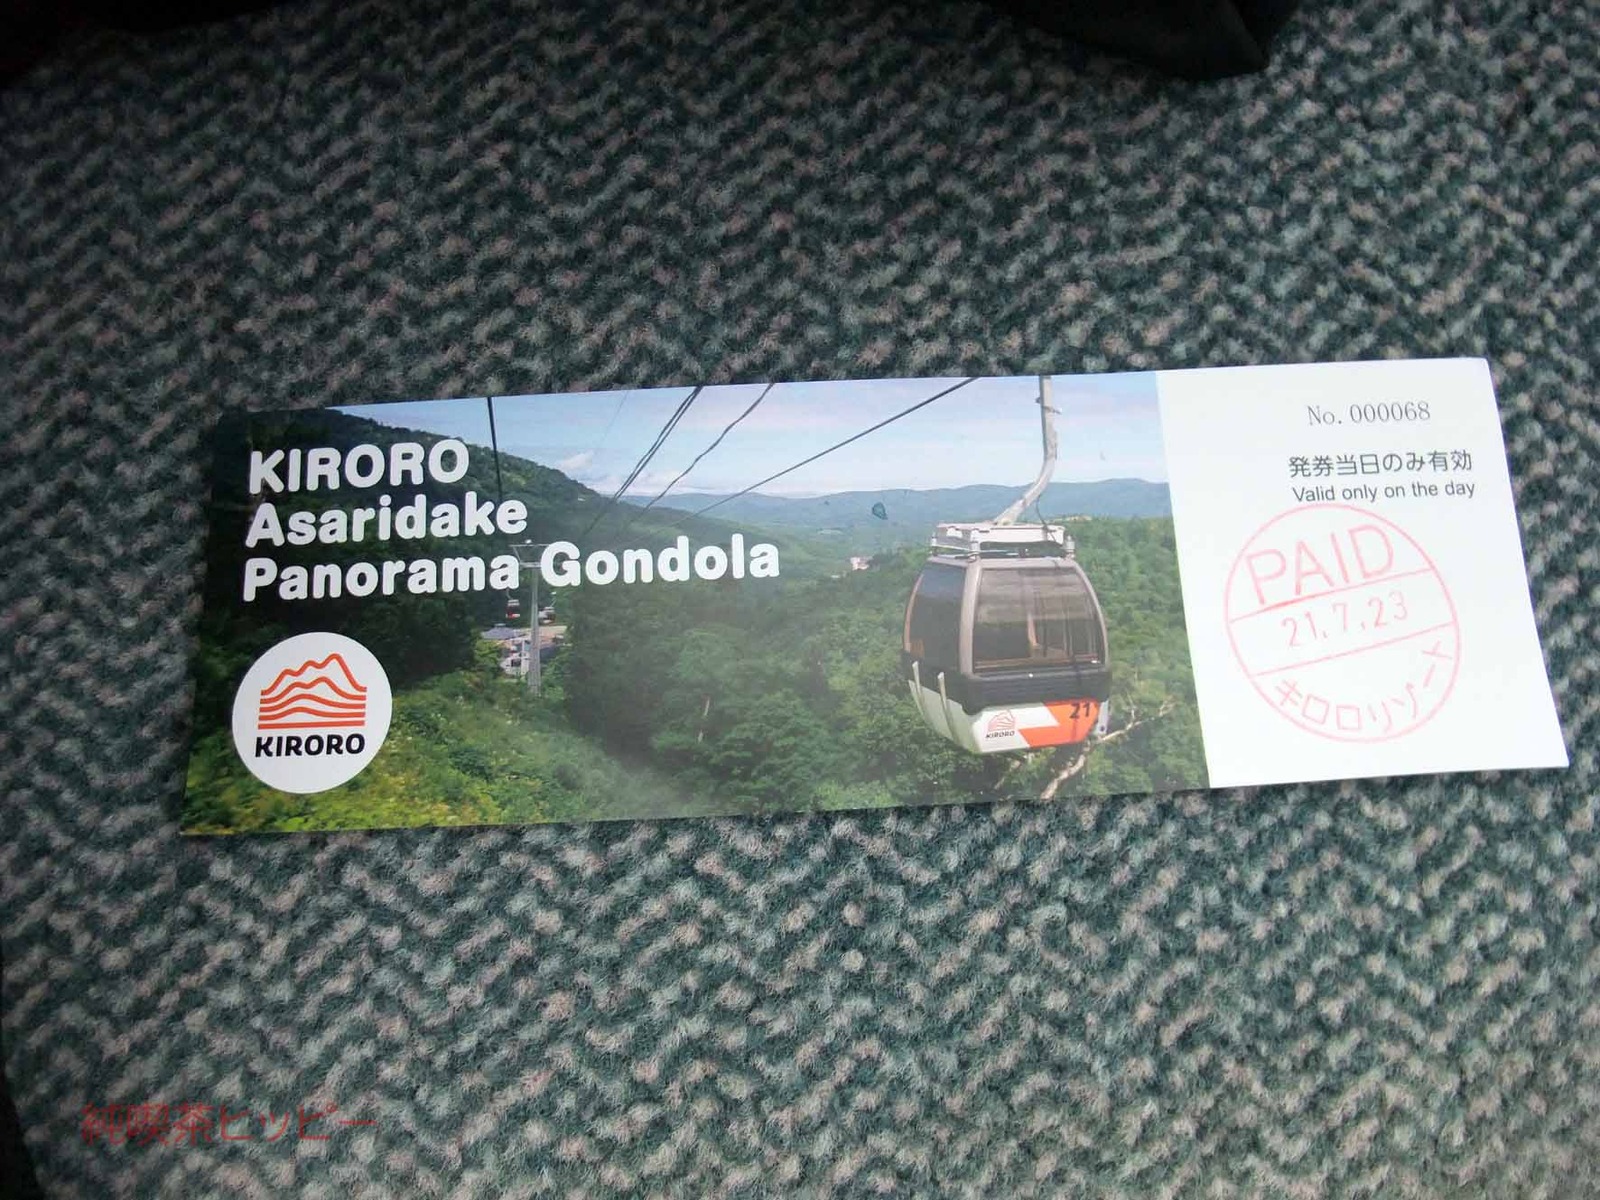 KIRORO
Asaridake
Panorama Gondola
KIRORO
KIRORO
21
No. 000068
発券当日のみ有効
Valid only on the day
PAID
21.7.23
キロロリゾート
純喫茶ヒッピー